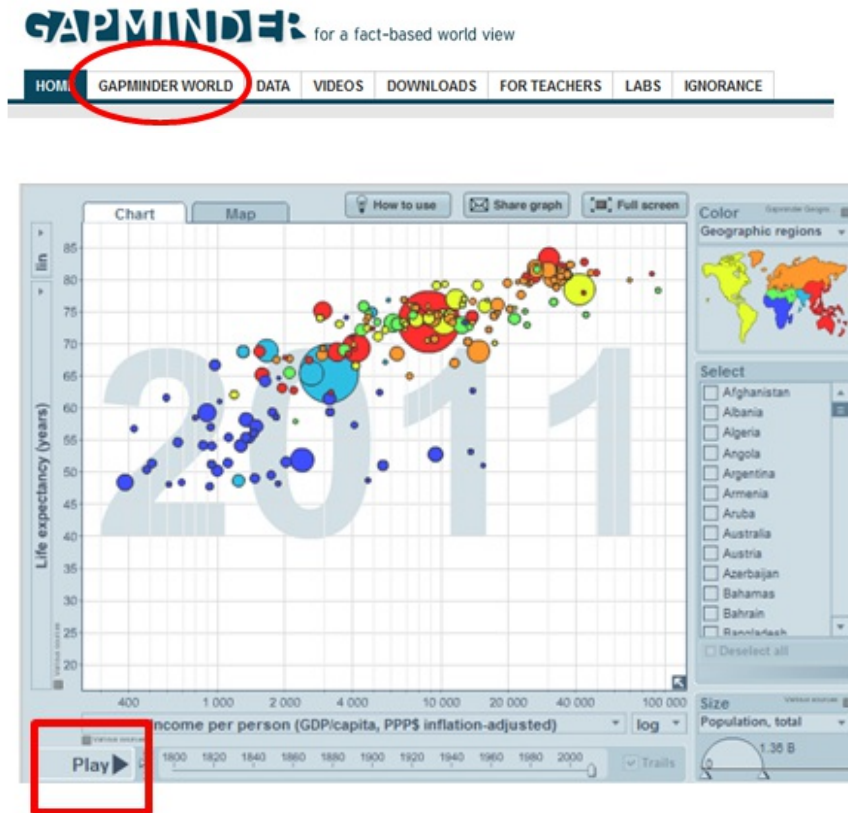 GAPMINDER for a fact-based world view
HOME GAPMINDER WORLD DATA VIDEOS DOWNLOADS FOR TEACHERS LABS IGNORANCE
Chart Map How to use Share graph Full screen
Color
Geographic regions
lin
Life expectancy (years)
85
80
75
70
65
60
55
50
45
40
35
30
25
20
2011
Select
Afghanistan
Albania
Algeria
Angola
Argentina
Armenia
Aruba
Australia
Austria
Azerbaijan
Bahamas
Bahrain
Bangladesh
Deselect all
400 1 000 2 000 4 000 10 000 20 000 40 000 100 000
Income per person (GDP/capita, PPP$ inflation-adjusted) log
Size
Population, total
1.36 B
0
Play 1800 1820 1840 1860 1880 1900 1920 1940 1960 1980 2000 Trails